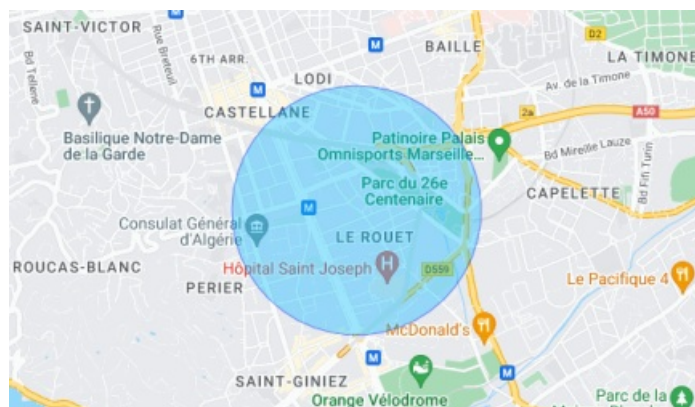 SAINT-VICTOR
Bd Tellene
Rue Breteuil
6TH ARR.
M
BAILLE
D2
LA TIMONE
LODI
M
Av. de la Timone
CASTELLANE
2a
A50
Basilique Notre-Dame
de la Garde
Patinoire Palais
Omnisports Marseille...
Bd Mireille Lauze
Bd Fifi Turin
Parc du 26e
Centenaire
CAPELETTE
M
Consulat Général
d'Algérie
LE ROUET
ROUCAS-BLANC
Hôpital Saint Joseph
H
D559
PERIER
Le Pacifique 4
McDonald's
M
M
SAINT-GINIEZ
Orange Vélodrome
Parc de la